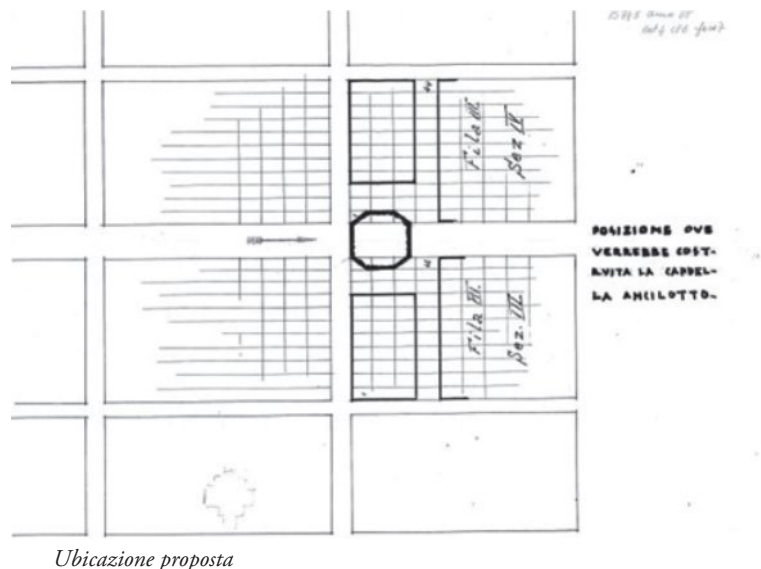 Fila III.
Sez IV
POSIZIONE OVE
VERREBBE COST-
RUITA LA CAPPEL-
LA ANCILOTTO.
Fila III.
Sez. III.
Ubicazione proposta